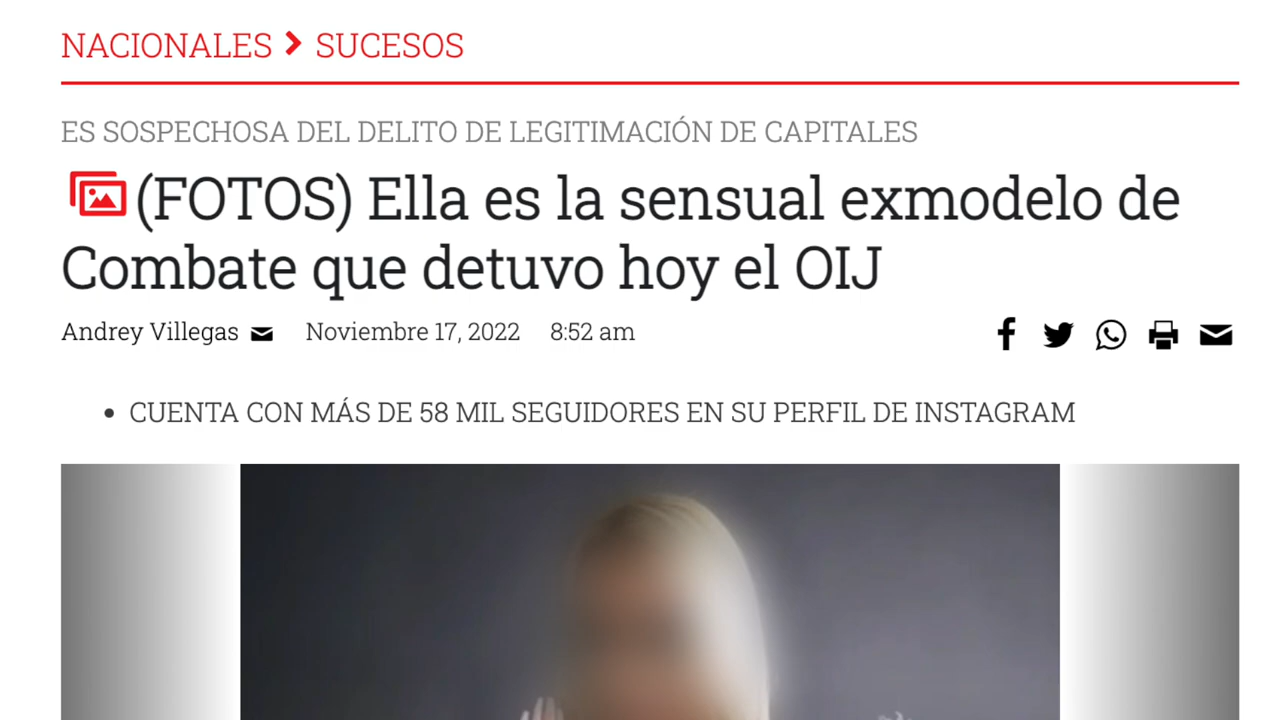 NACIONALES > SUCESOS
ES SOSPECHOSA DEL DELITO DE LEGITIMACIÓN DE CAPITALES
(FOTOS) Ella es la sensual exmodelo de
Combate que detuvo hoy el OIJ
Andrey Villegas Noviembre 17, 2022 8:52 am
• CUENTA CON MÁS DE 58 MIL SEGUIDORES EN SU PERFIL DE INSTAGRAM